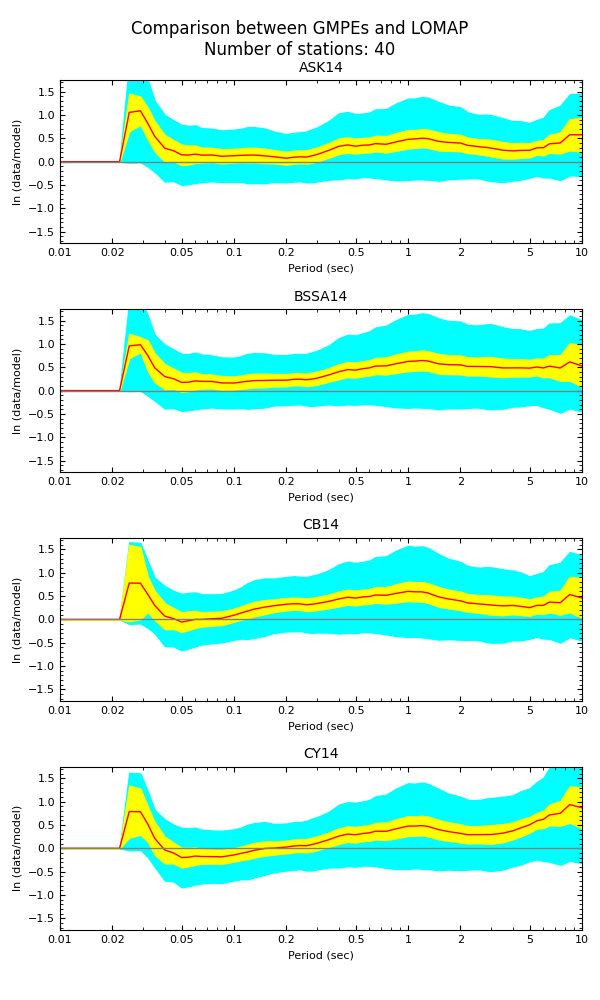 Comparison between GMPEs and LOMAP
Number of stations: 40
ASK14
1.5
1.0
0.5
0.0
−0.5
−1.0
−1.5
ln (data/model)
0.01 0.02 0.05 0.1 0.2 0.5 1 2 5 10
Period (sec)
BSSA14
1.5
1.0
0.5
0.0
−0.5
−1.0
−1.5
ln (data/model)
0.01 0.02 0.05 0.1 0.2 0.5 1 2 5 10
Period (sec)
CB14
1.5
1.0
0.5
0.0
−0.5
−1.0
−1.5
ln (data/model)
0.01 0.02 0.05 0.1 0.2 0.5 1 2 5 10
Period (sec)
CY14
1.5
1.0
0.5
0.0
−0.5
−1.0
−1.5
ln (data/model)
0.01 0.02 0.05 0.1 0.2 0.5 1 2 5 10
Period (sec)